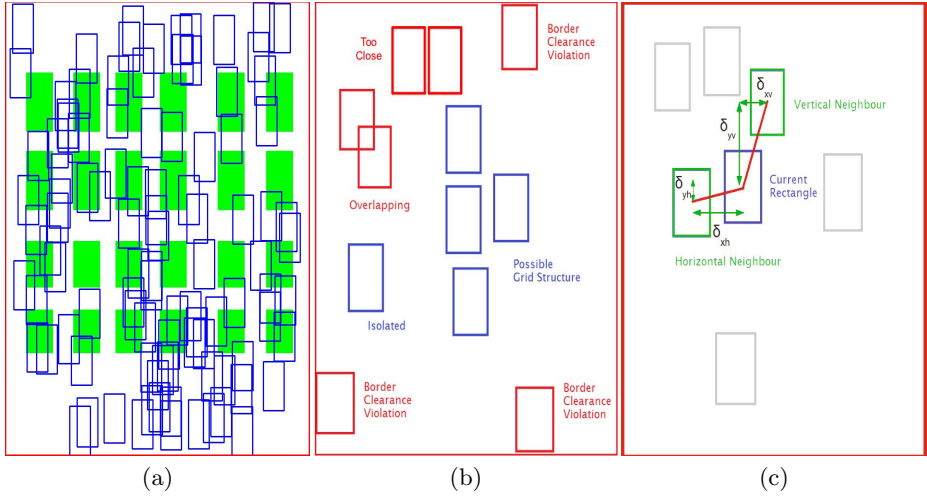 Too
Close
Border
Clearance
Violation
Overlapping
Possible
Grid Structure
Isolated
Border
Clearance
Violation
Border
Clearance
Violation
δxv
Vertical Neighbour
δyv
δyh
Current
Rectangle
δxh
Horizontal Neighbour
(a)
(b)
(c)